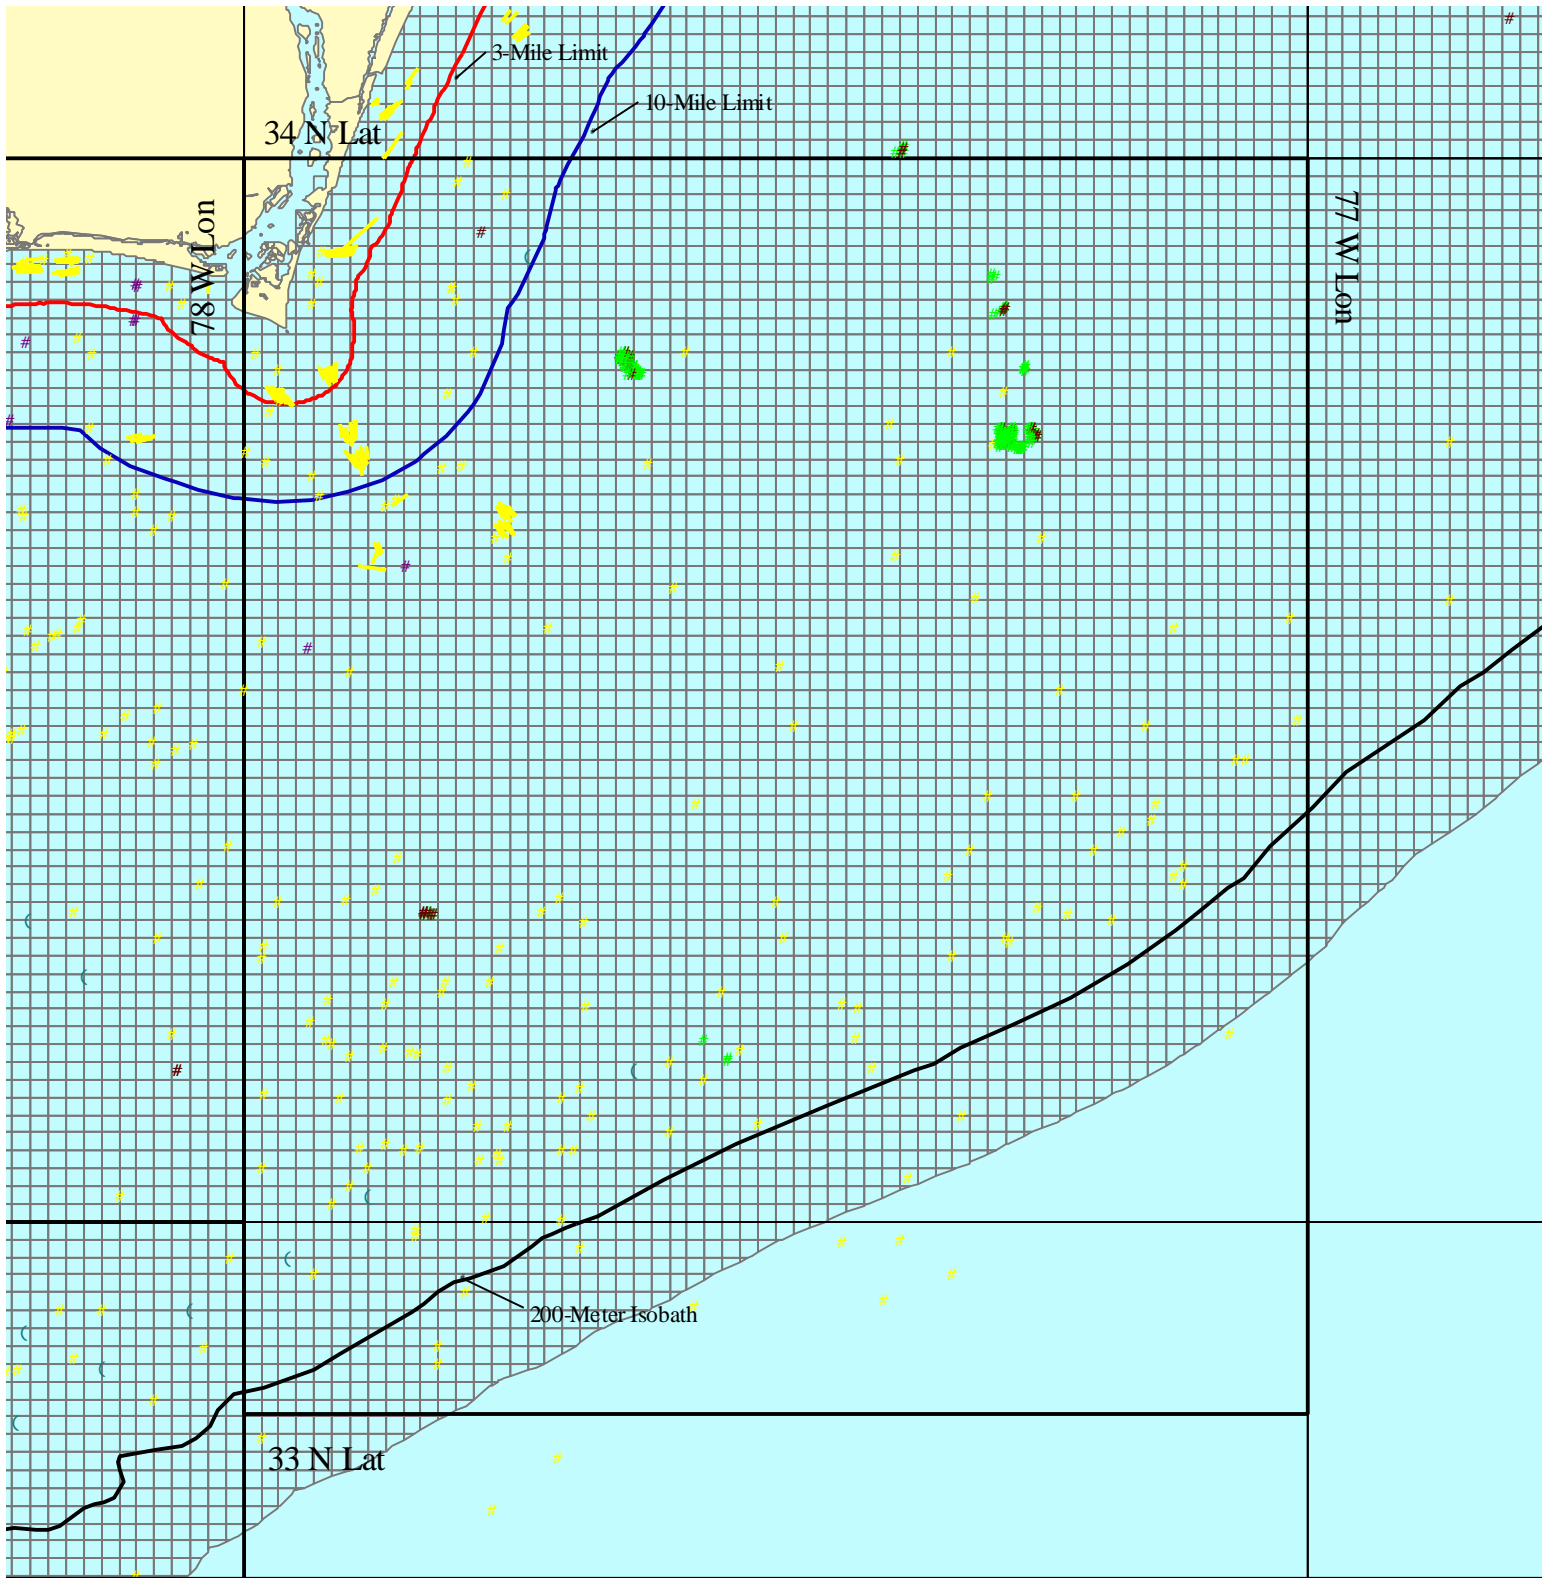 3-Mile Limit
10-Mile Limit
34 N Lat
78 W Lon
77 W Lon
200-Meter Isobath
33 N Lat